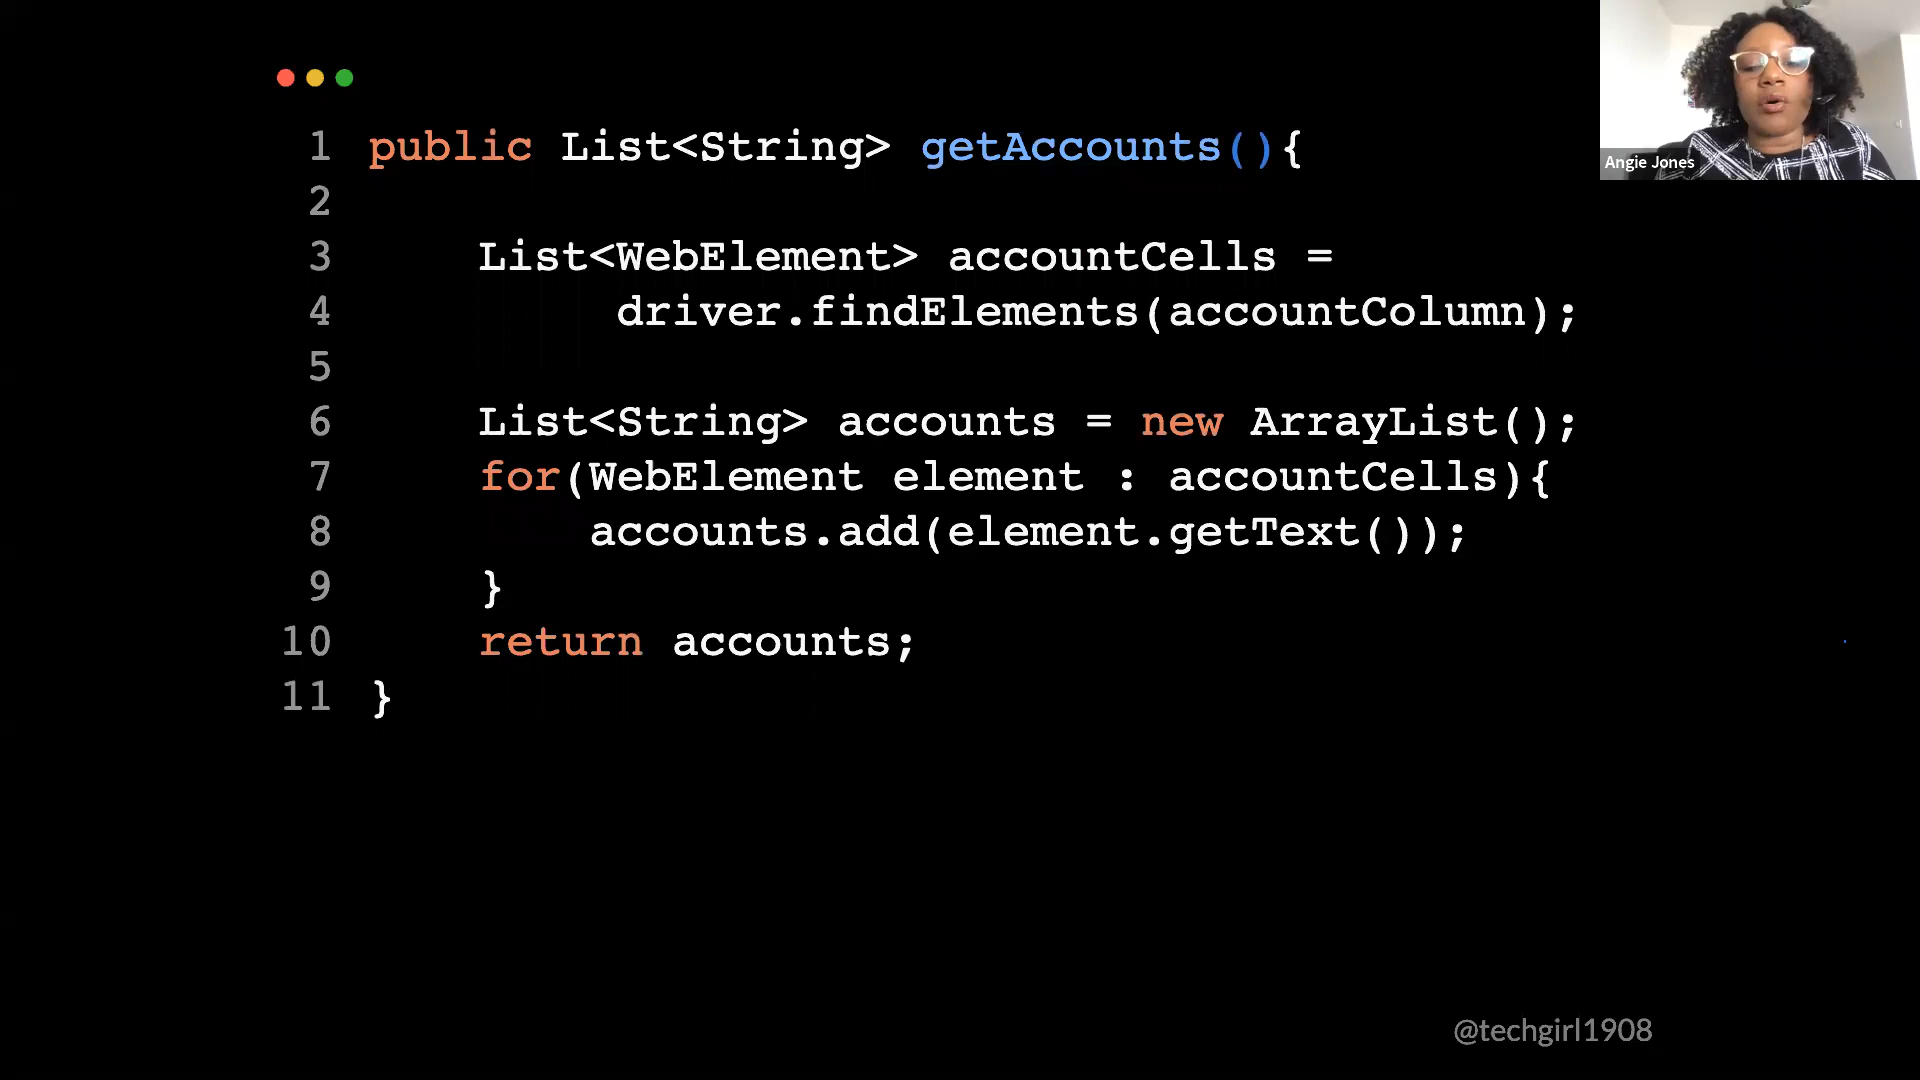 Angie Jones
1 public List<String> getAccounts(){
2
3 List<WebElement> accountCells =
4 driver.findElements(accountColumn);
5
6 List<String> accounts = new ArrayList();
7 for(WebElement element : accountCells){
8 accounts.add(element.getText());
9 }
10 return accounts;
11 }
@techgirl1908